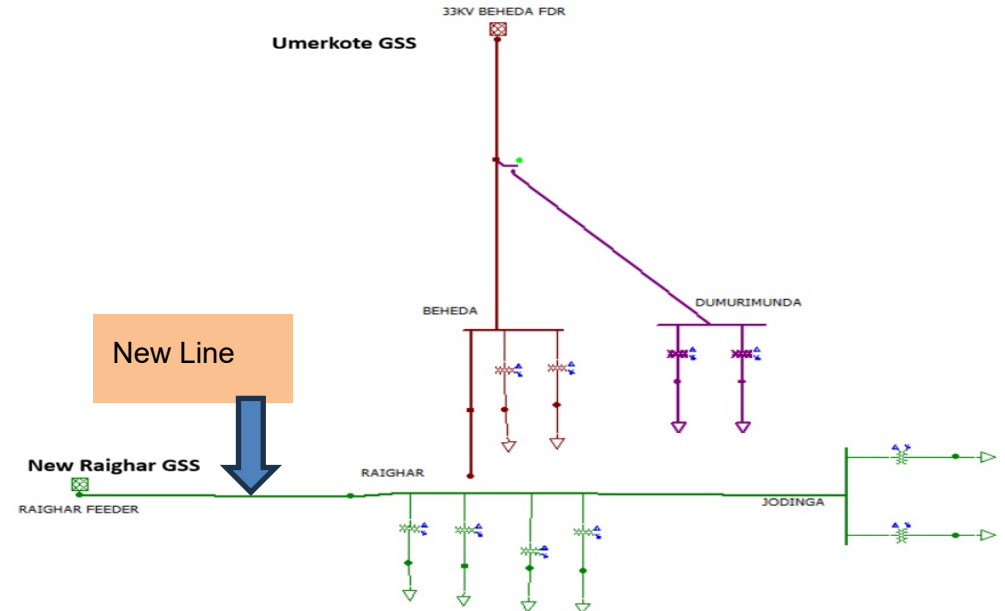 33KV BEHEDA FDR
Umerkote GSS
DUMURIMUNDA
BEHEDA
New Line
New Raighar GSS
RAIGHAR
RAIGHAR FEEDER
JODINGA